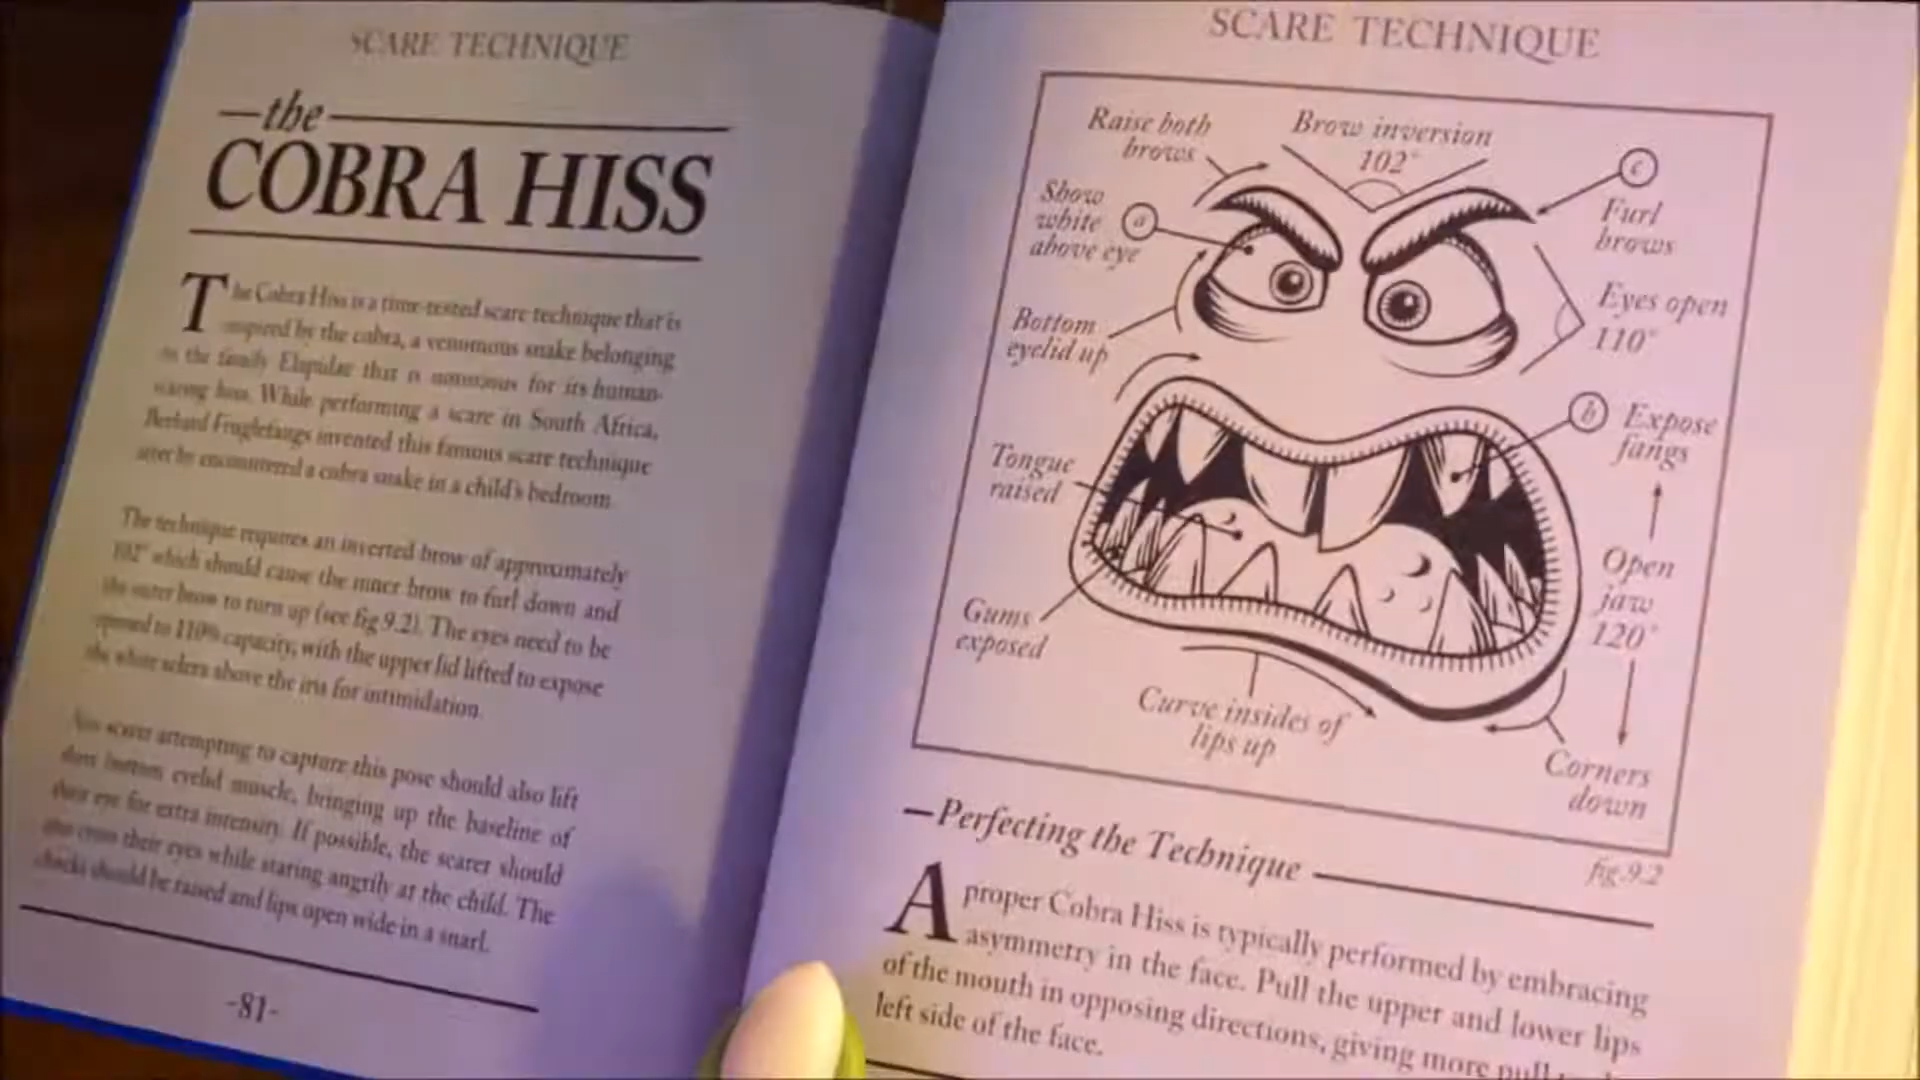 SCARE TECHNIQUE
the
COBRA HISS
The Cobra Hiss is a time-tested scare technique that is
inspired by the cobra, a venomous snake belonging
to the family Elapidae that is notorious for its human-
scaring hiss. While performing a scare in South Africa,
Frogglefangs invented this famous scare technique
after he encountered a cobra snake in a child's bedroom.
The technique requires an inverted brow of approximately
102° which should cause the inner brow to furl down and
the outer brow to turn up (see fig 9.2). The eyes need to be
opened to 110% capacity, with the upper lid lifted to expose
the white sclera above the iris for intimidation.
scarer attempting to capture this pose should also lift
their bottom eyelid muscle, bringing up the baseline of
their eye for extra intensity. If possible, the scarer should
also cross their eyes while staring angrily at the child. The
cheeks should be raised and lips open wide in a snarl.
-81-
SCARE TECHNIQUE
Raise both
brows
Brow inversion
102°
c
Furl
brows
Show
white
above eye
a
Eyes open
110°
Bottom
eyelid up
b
Expose
fangs
Tongue
raised
Open
jaw
120°
Gums
exposed
Curve insides of
lips up
Corners
down
fig.9.2
Perfecting the Technique
A proper Cobra Hiss is typically performed by embracing
asymmetry in the face. Pull the upper and lower lips
of the mouth in opposing directions, giving more pull
left side of the face.